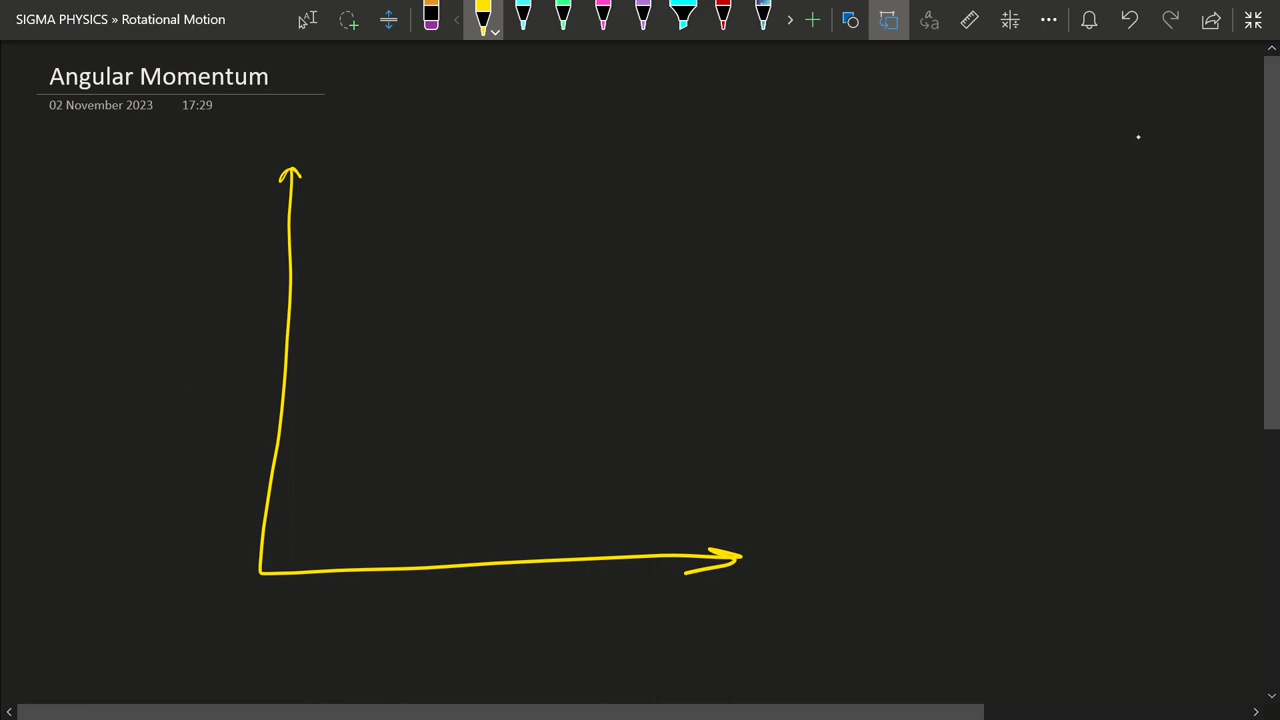 SIGMA PHYSICS » Rotational Motion
Angular Momentum
02 November 2023 17:29